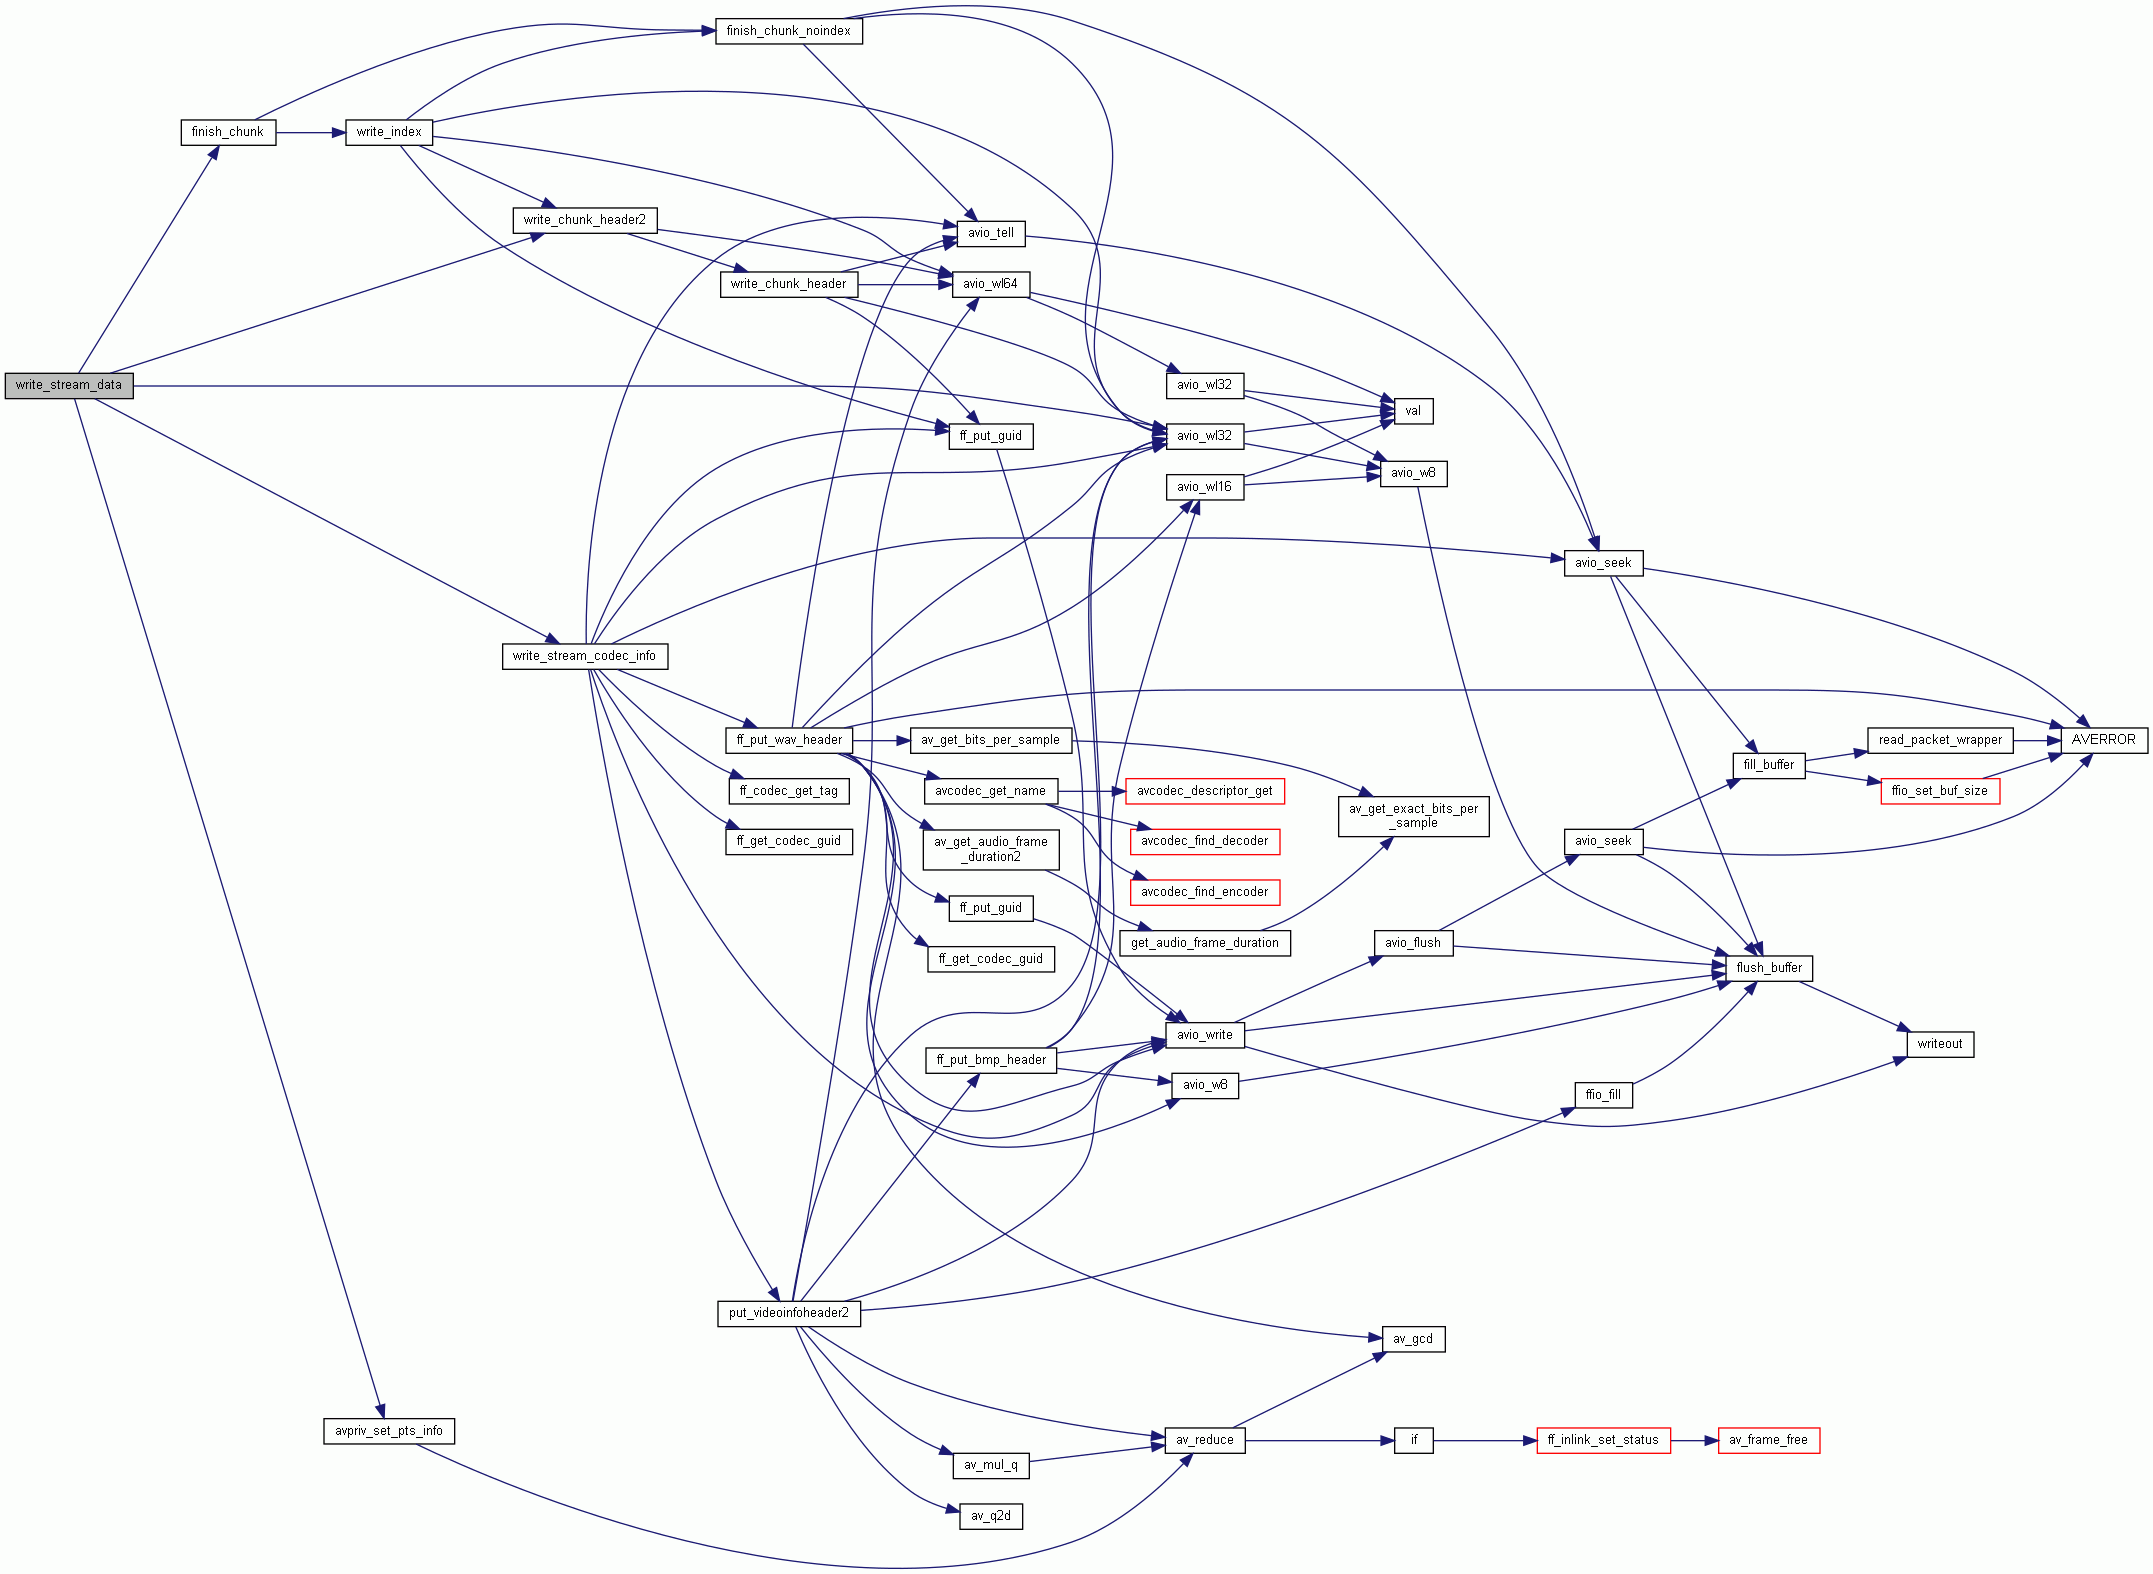 finish_chunk_noindex
finish_chunk
write_index
write_chunk_header2
avio_tell
write_chunk_header
avio_wl64
write_stream_data
avio_wl32
val
ff_put_guid
avio_wl32
avio_w8
avio_wl16
avio_seek
write_stream_codec_info
ff_put_wav_header
av_get_bits_per_sample
read_packet_wrapper
AVERROR
fill_buffer
ff_codec_get_tag
avcodec_get_name
avcodec_descriptor_get
ffio_set_buf_size
av_get_exact_bits_per
_sample
ff_get_codec_guid
av_get_audio_frame
_duration2
avcodec_find_decoder
avio_seek
avcodec_find_encoder
ff_put_guid
get_audio_frame_duration
avio_flush
ff_get_codec_guid
flush_buffer
avio_write
writeout
ff_put_bmp_header
avio_w8
ffio_fill
put_videoinfoheader2
av_gcd
avpriv_set_pts_info
av_reduce
if
ff_inlink_set_status
av_frame_free
av_mul_q
av_q2d